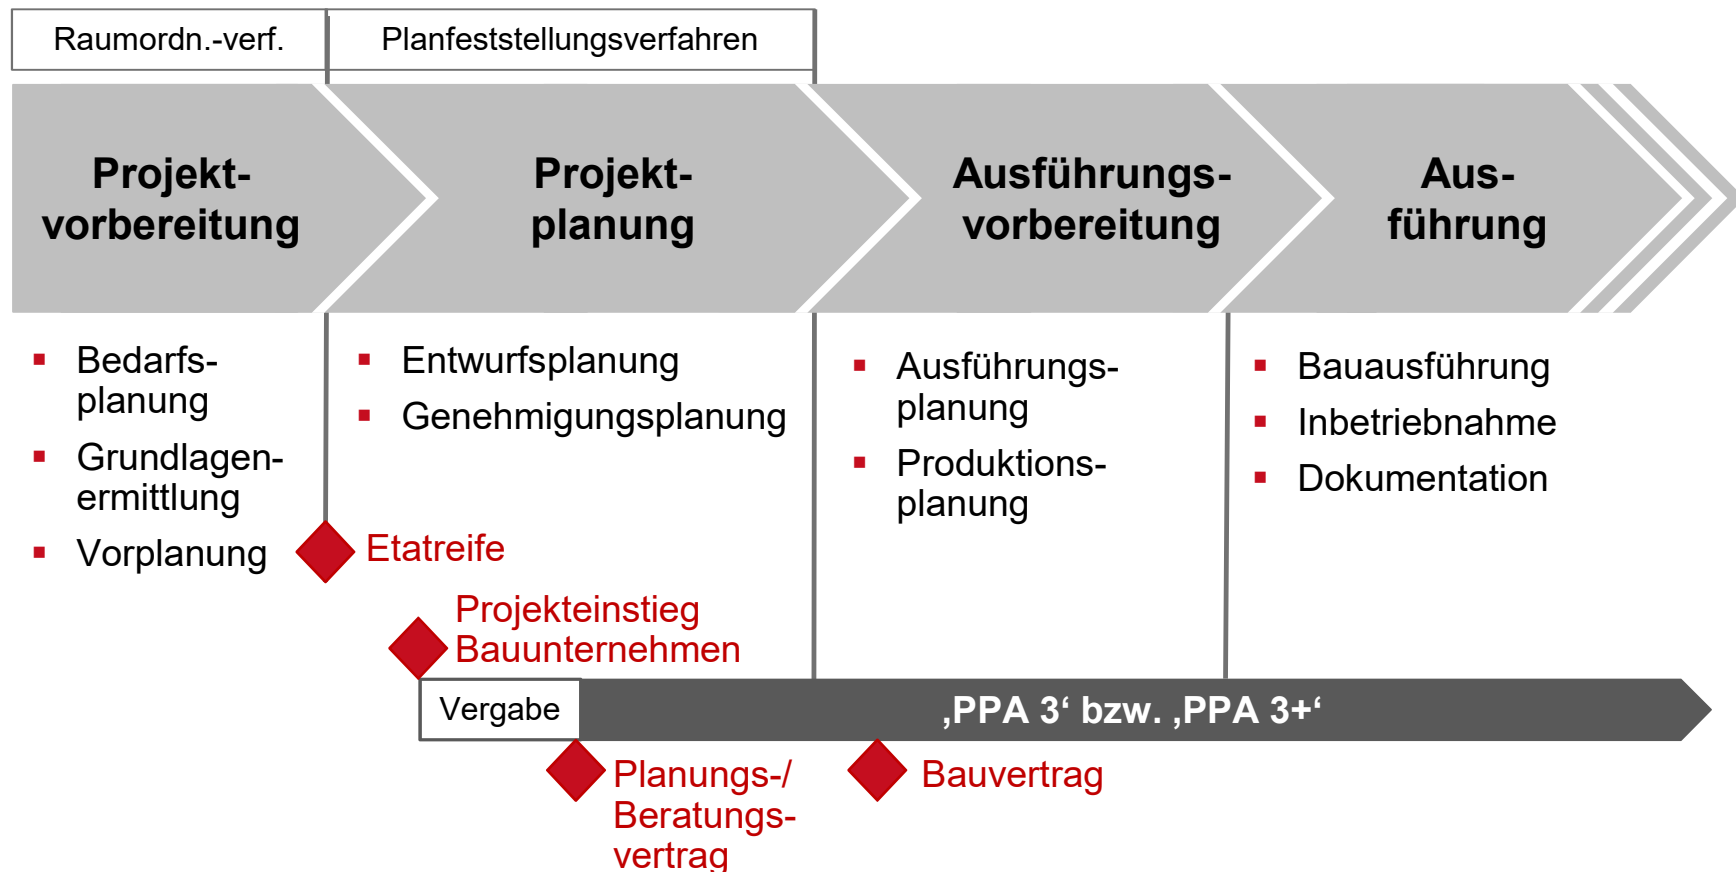 Raumordn.-verf.
Planfeststellungsverfahren
Projekt-
vorbereitung
Projekt-
planung
Ausführungs-
vorbereitung
Aus-
führung
Bedarfs-
planung
Grundlagen-
ermittlung
Vorplanung
Entwurfsplanung
Genehmigungsplanung
Ausführungs-
planung
Produktions-
planung
Bauausführung
Inbetriebnahme
Dokumentation
Etatreife
Projekteinstieg
Bauunternehmen
Vergabe
‚PPA 3‘ bzw. ‚PPA 3+‘
Planungs-/
Beratungs-
vertrag
Bauvertrag